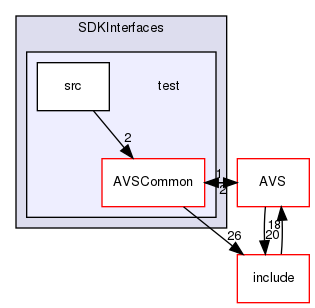 SDKInterfaces
src
test
2
AVSCommon
1
2
AVS
26
18
20
include